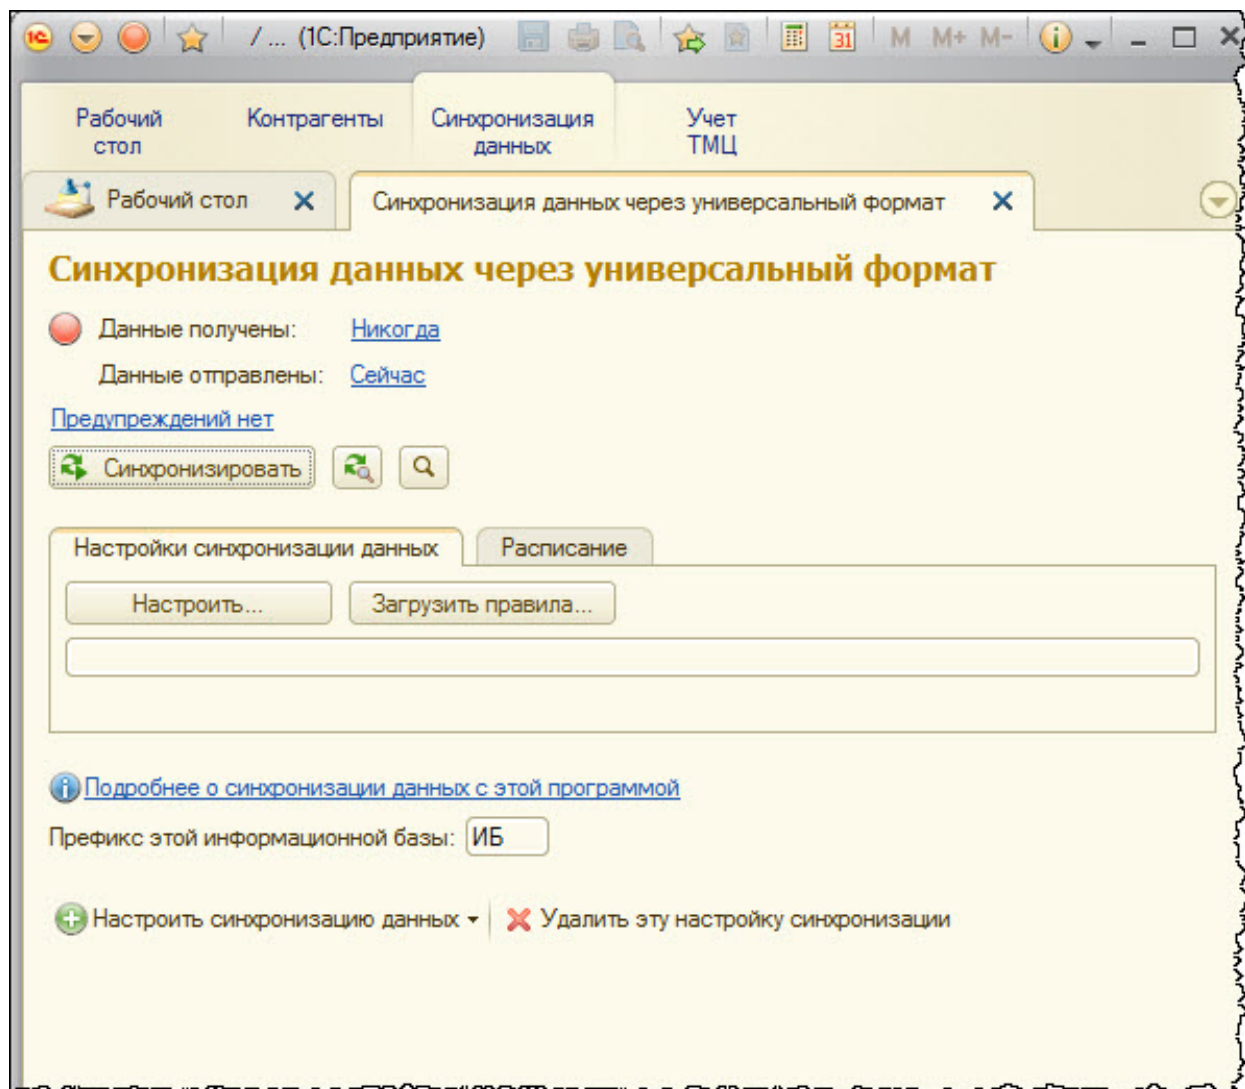 1С / ... (1С:Предприятие) 31 M M+ M-
Рабочий стол
Контрагенты
Синхронизация данных
Учет ТМЦ
Рабочий стол
Синхронизация данных через универсальный формат
Синхронизация данных через универсальный формат
Данные получены: Никогда
Данные отправлены: Сейчас
Предупреждений нет
Синхронизировать
Настройки синхронизации данных Расписание
Настроить... Загрузить правила...
Подробнее о синхронизации данных с этой программой
Префикс этой информационной базы: ИБ
Настроить синхронизацию данных Удалить эту настройку синхронизации